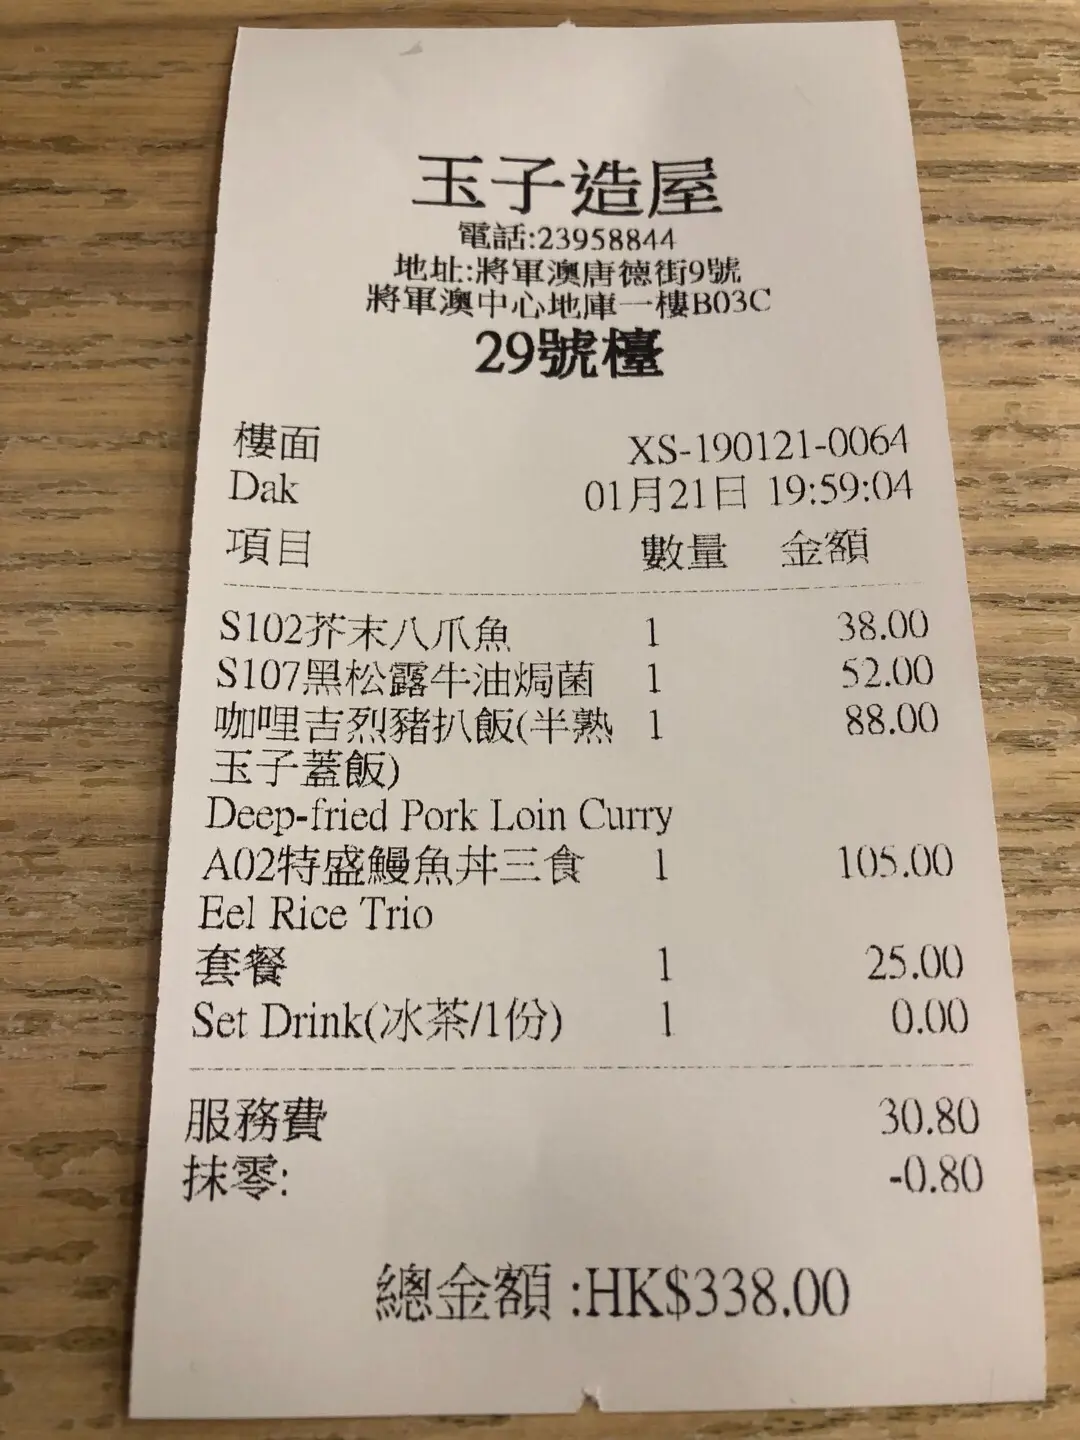 玉子造屋
電話:23958844
地址:將軍澳唐德街9號
將軍澳中心地庫一樓B03C
29號檯
樓面 XS-190121-0064
Dak 01月21日 19:59:04
項目 數量 金額
S102芥末八爪魚 1 38.00
S107黑松露牛油焗菌 1 52.00
咖哩吉烈豬扒飯(半熟 1 88.00
玉子蓋飯)
Deep-fried Pork Loin Curry
A02特盛鰻魚丼三食 1 105.00
Eel Rice Trio
套餐 1 25.00
Set Drink(冰茶/1份) 1 0.00
服務費 30.80
抹零: -0.80
總金額 :HK$338.00